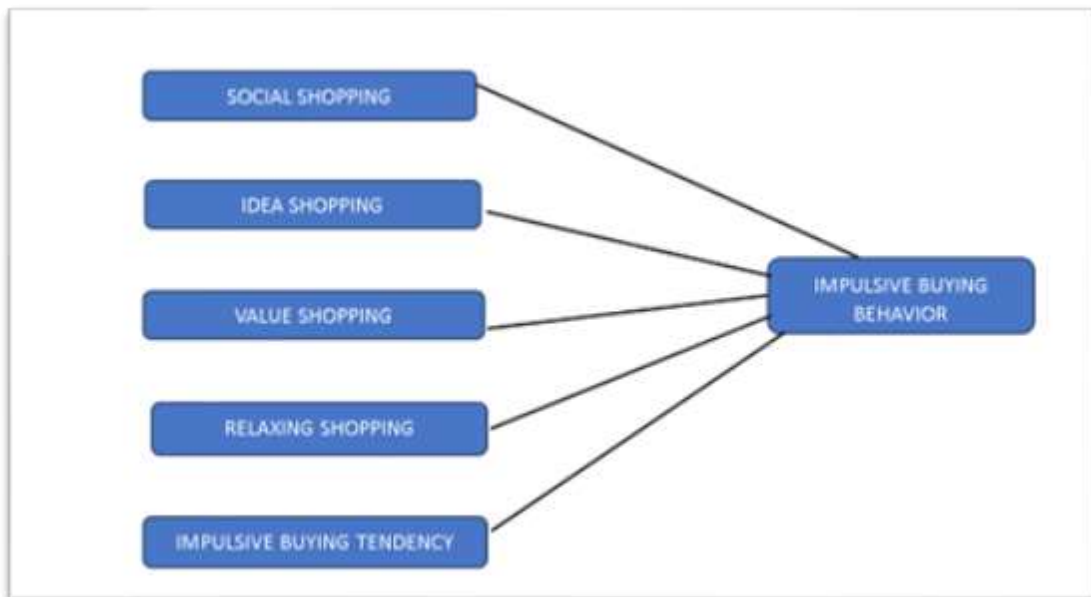 SOCIAL SHOPPING
IDEA SHOPPING
VALUE SHOPPING
RELAXING SHOPPING
IMPULSIVE BUYING TENDENCY
IMPULSIVE BUYING
BEHAVIOR